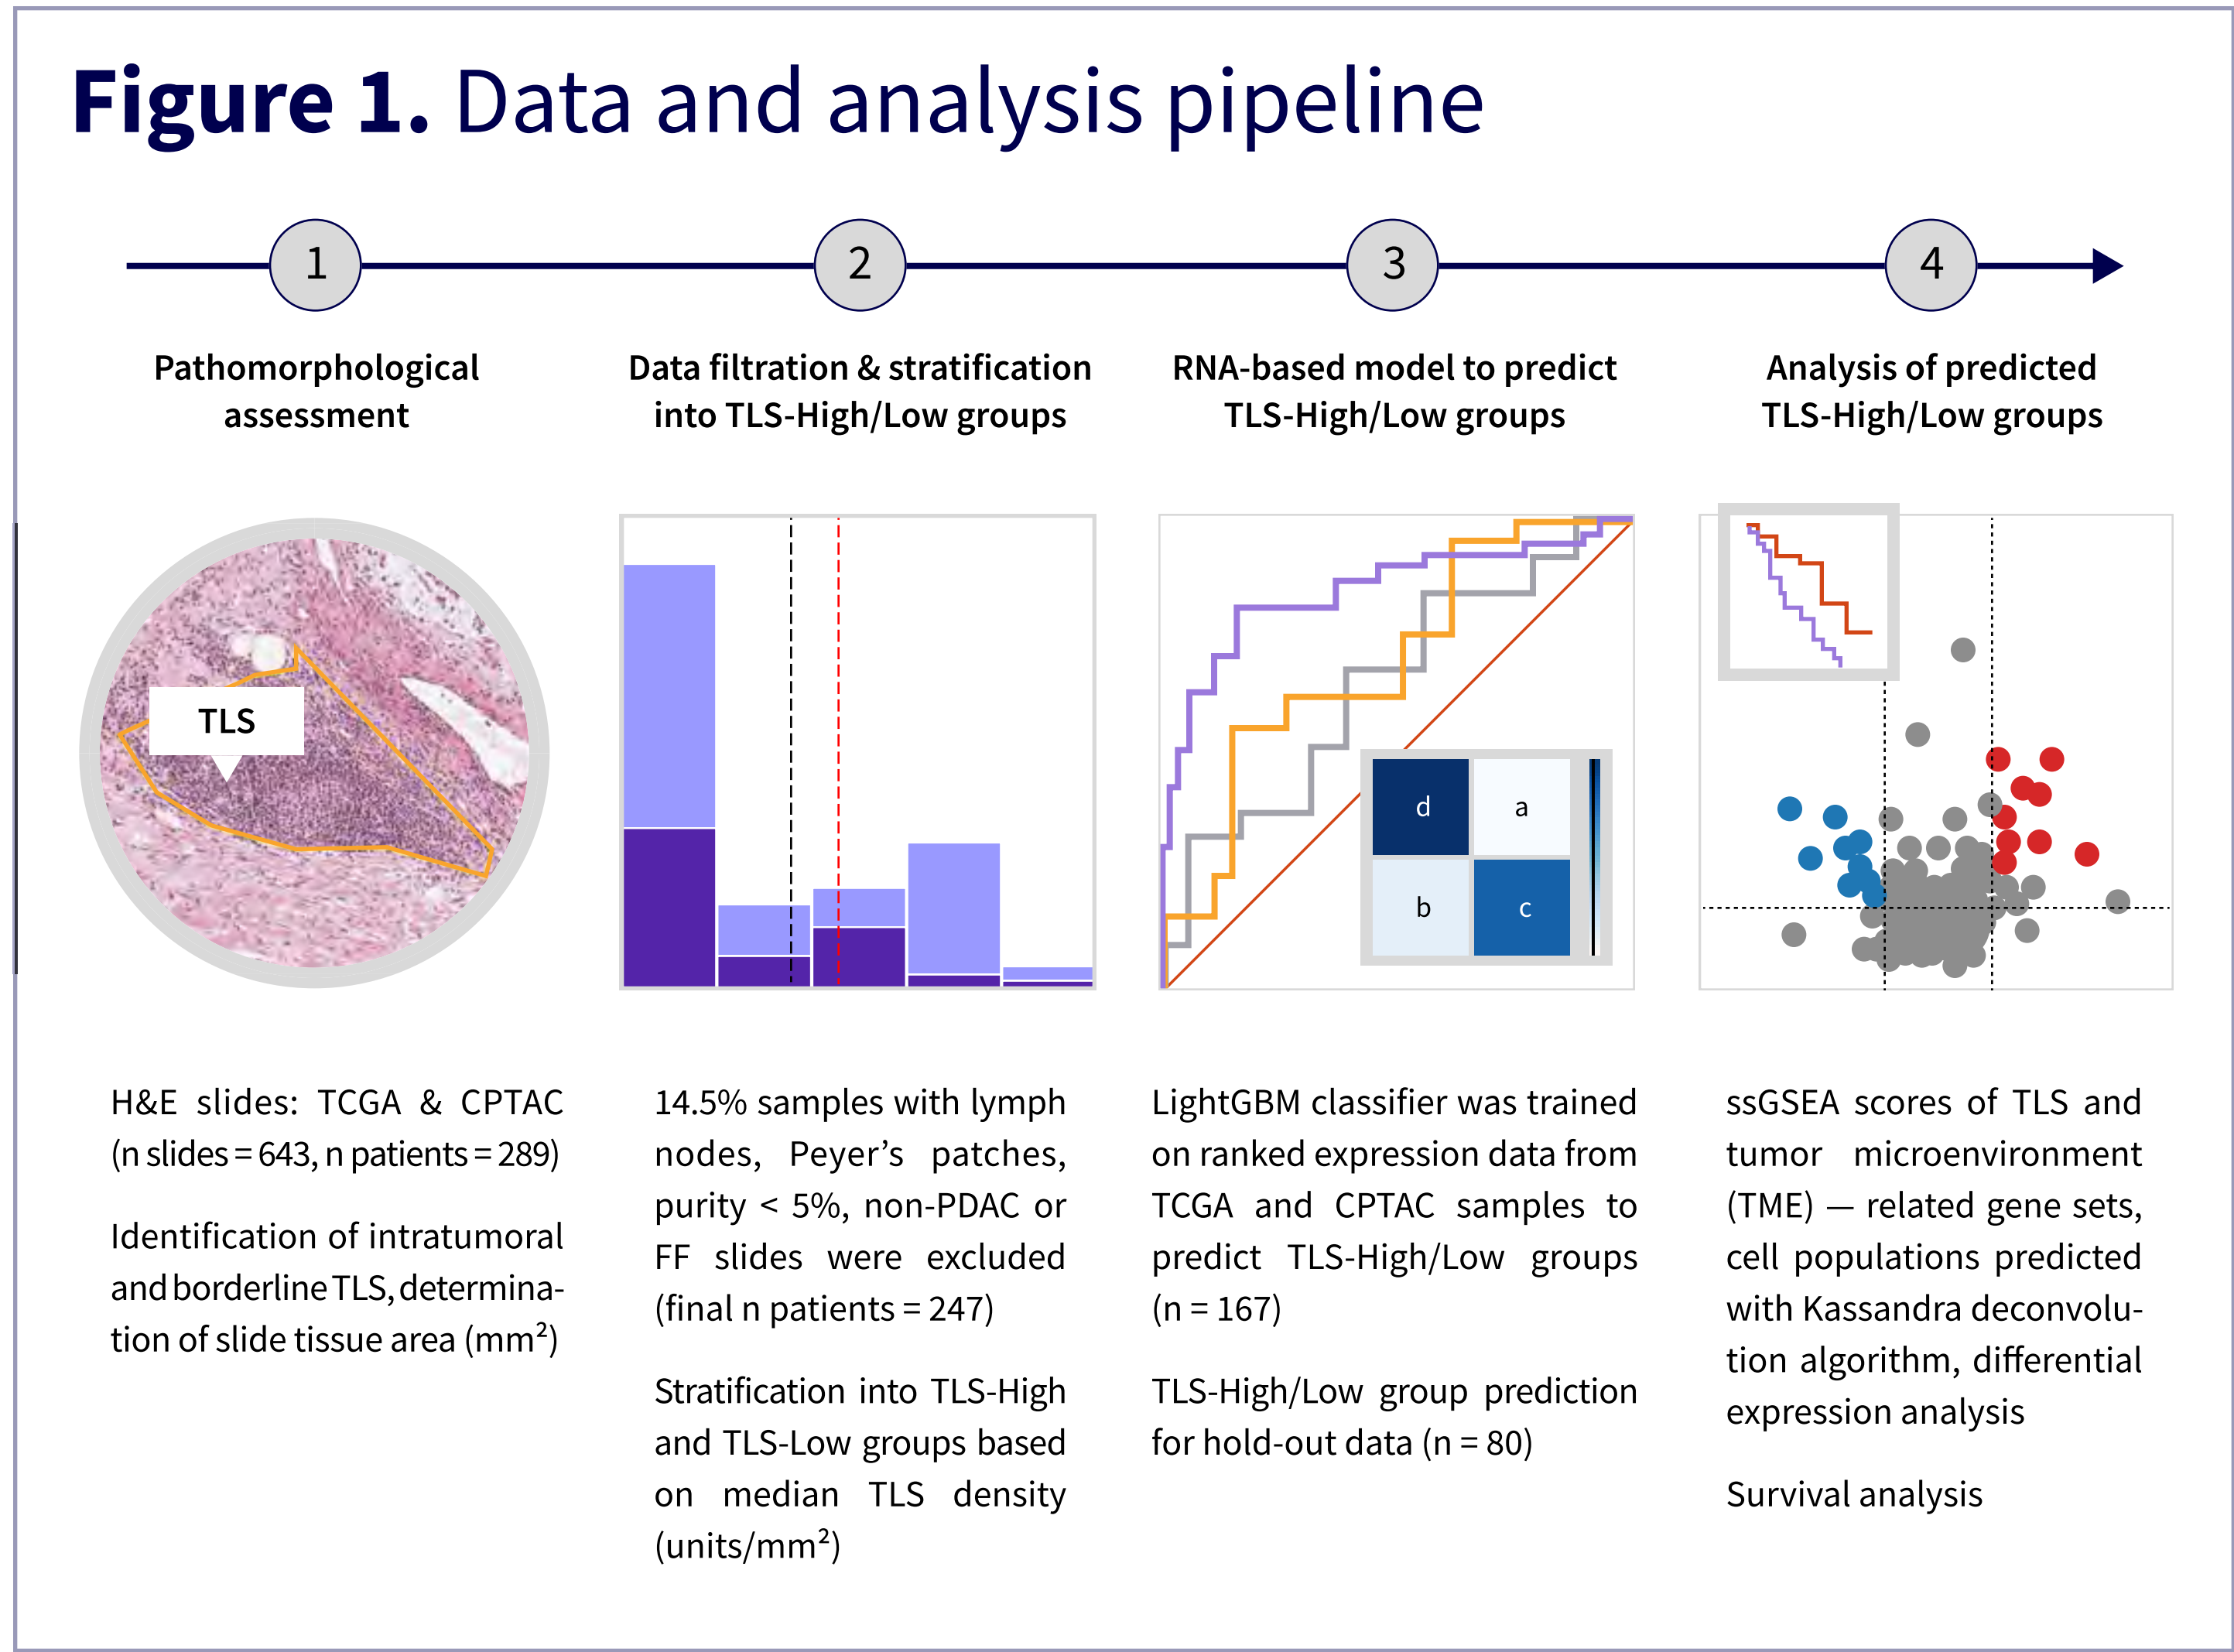 Figure 1. Data and analysis pipeline
1
2
3
4
Pathomorphological
assessment
Data filtration & stratification
into TLS-High/Low groups
RNA-based model to predict
TLS-High/Low groups
Analysis of predicted
TLS-High/Low groups
TLS
d
a
b
c
H&E slides: TCGA & CPTAC
(n slides = 643, n patients = 289)
Identification of intratumoral
and borderline TLS, determina-
tion of slide tissue area (mm²)
14.5% samples with lymph
nodes, Peyer’s patches,
purity < 5%, non-PDAC or
FF slides were excluded
(final n patients = 247)
Stratification into TLS-High
and TLS-Low groups based
on median TLS density
(units/mm²)
LightGBM classifier was trained
on ranked expression data from
TCGA and CPTAC samples to
predict TLS-High/Low groups
(n = 167)
TLS-High/Low group prediction
for hold-out data (n = 80)
ssGSEA scores of TLS and
tumor microenvironment
(TME) — related gene sets,
cell populations predicted
with Kassandra deconvolu-
tion algorithm, differential
expression analysis
Survival analysis